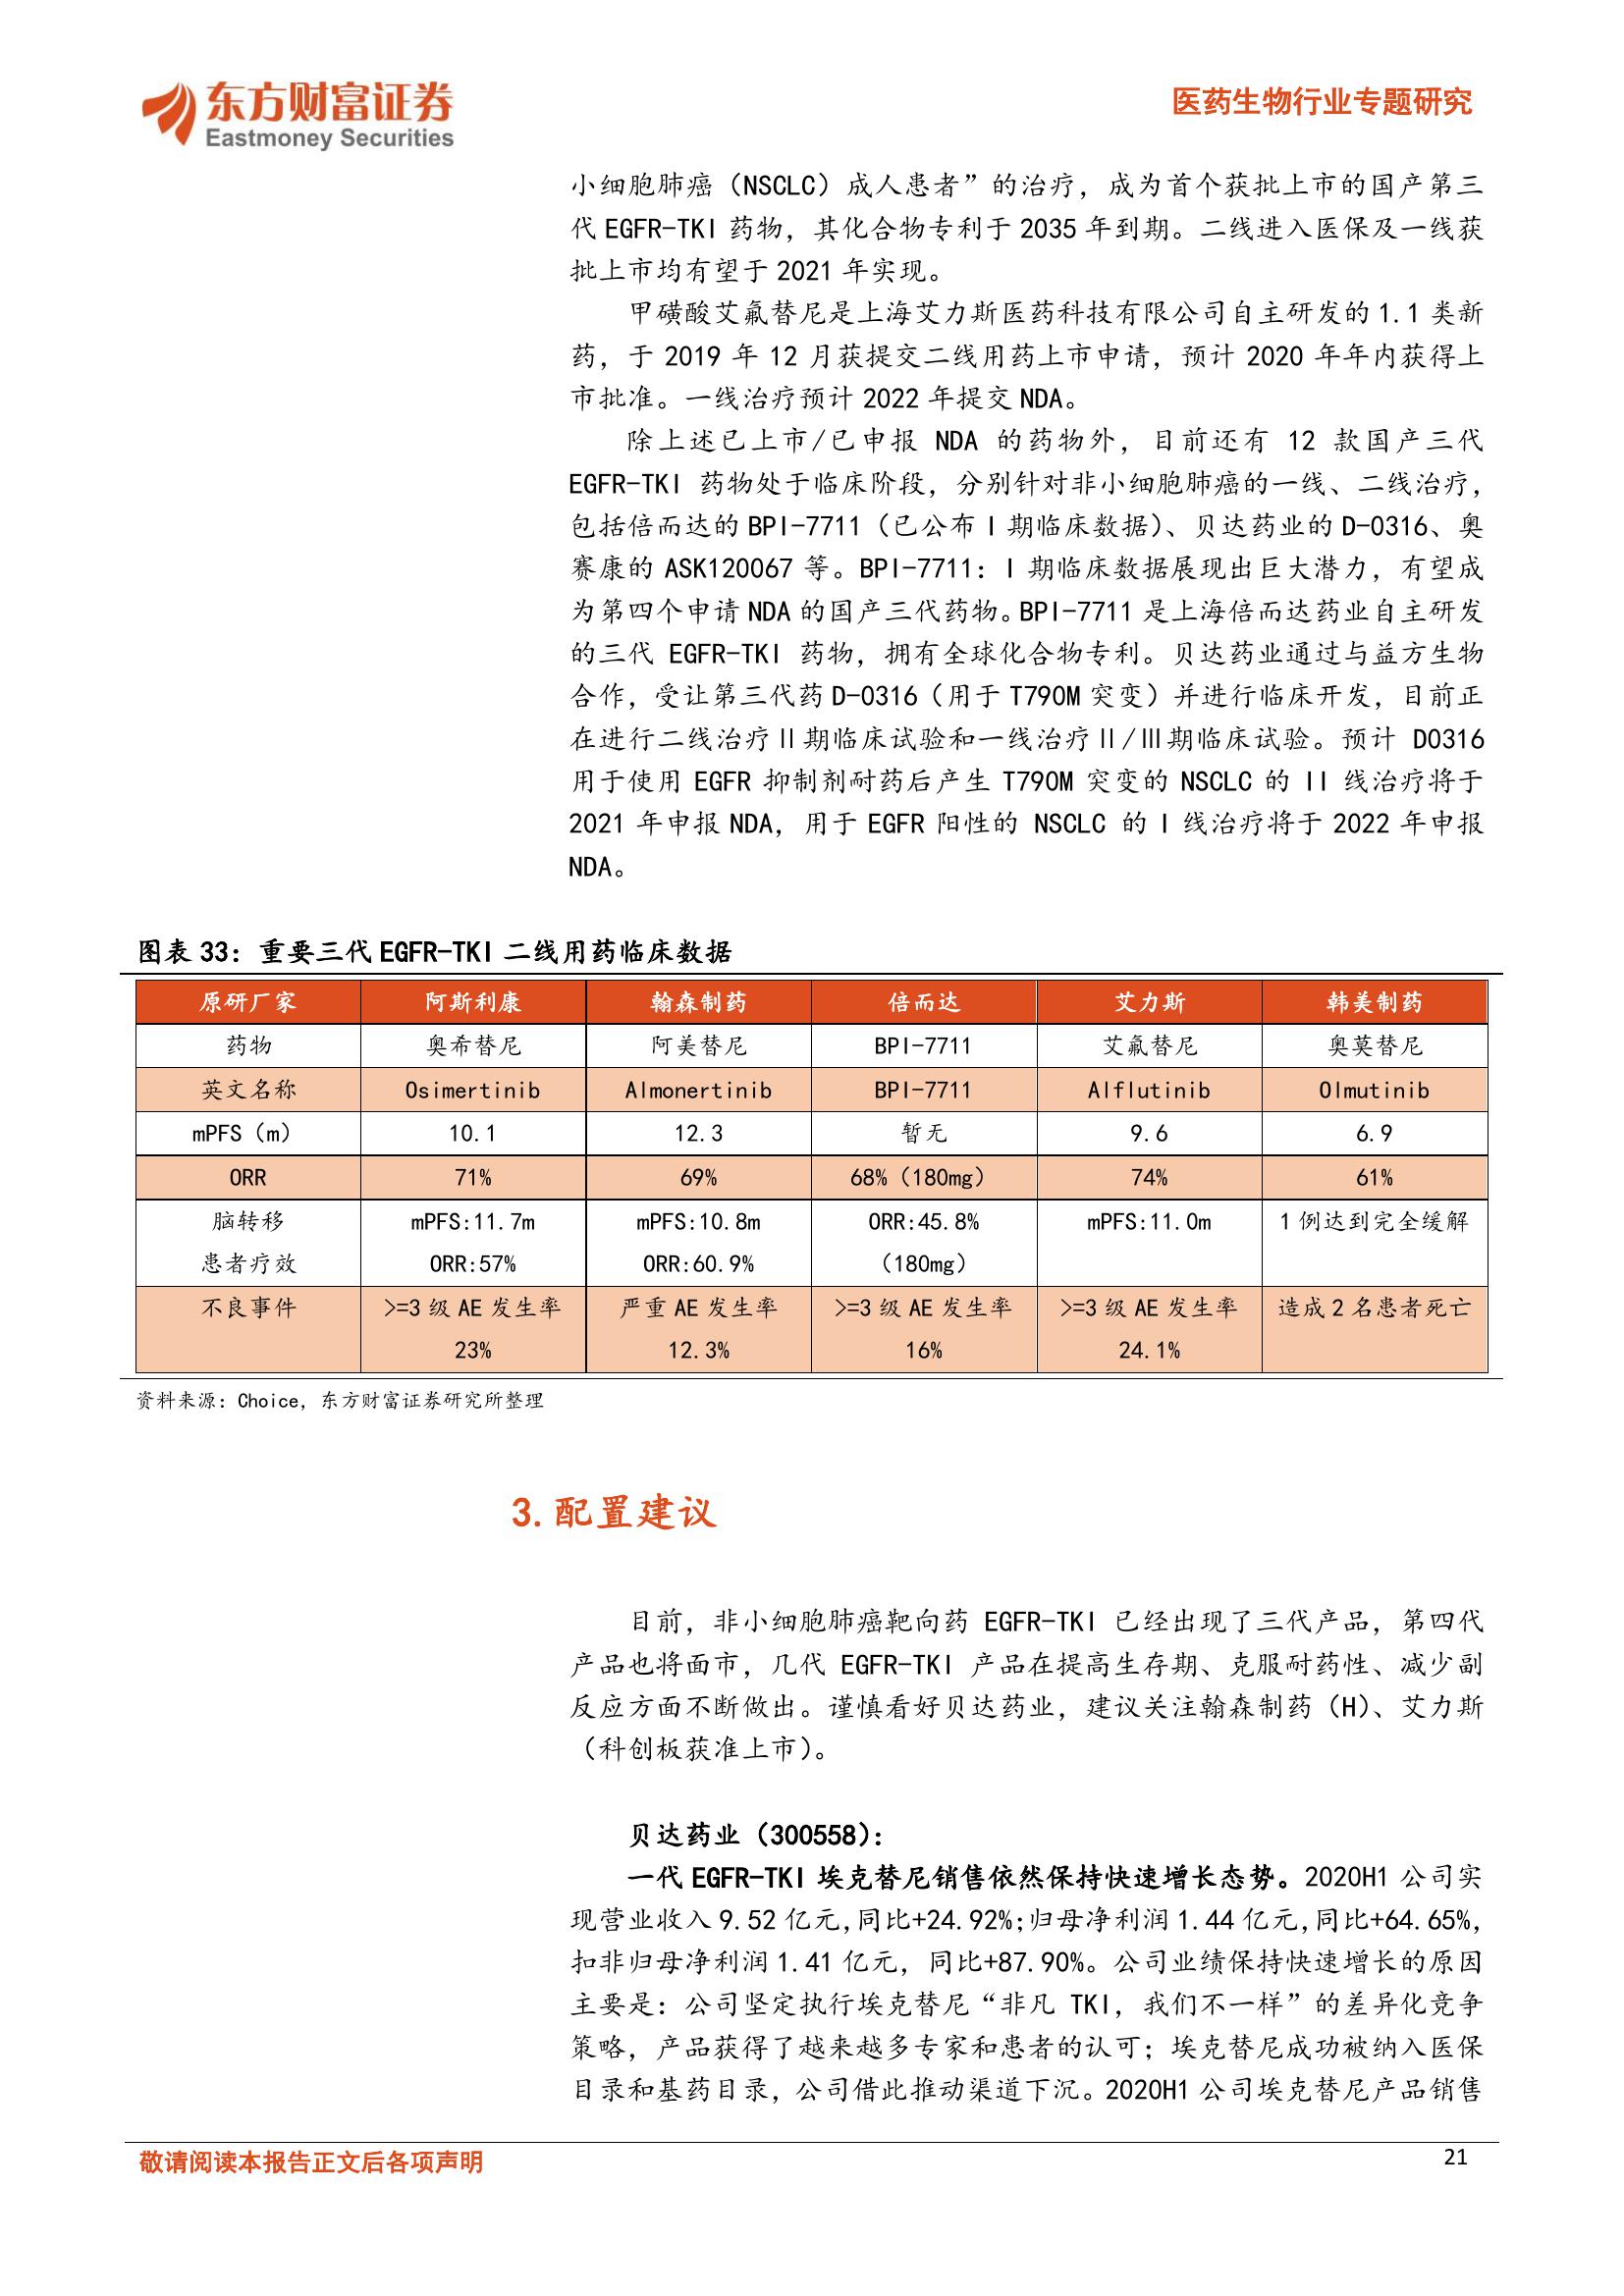 东方财富证券
Eastmoney Securities
医药生物行业专题研究
小细胞肺癌（NSCLC）成人患者”的治疗，成为首个获批上市的国产第三
代 EGFR-TKI 药物，其化合物专利于 2035 年到期。二线进入医保及一线获
批上市均有望于 2021 年实现。
甲磺酸艾氟替尼是上海艾力斯医药科技有限公司自主研发的 1.1 类新
药，于 2019 年 12 月获提交二线用药上市申请，预计 2020 年年内获得上
市批准。一线治疗预计 2022 年提交 NDA。
除上述已上市/已申报 NDA 的药物外，目前还有 12 款国产三代
EGFR-TKI 药物处于临床阶段，分别针对非小细胞肺癌的一线、二线治疗，
包括倍而达的 BPI-7711（已公布 I 期临床数据）、贝达药业的 D-0316、奥
赛康的 ASK120067 等。BPI-7711：I 期临床数据展现出巨大潜力，有望成
为第四个申请 NDA 的国产三代药物。BPI-7711 是上海倍而达药业自主研发
的三代 EGFR-TKI 药物，拥有全球化合物专利。贝达药业通过与益方生物
合作，受让第三代药 D-0316（用于 T790M 突变）并进行临床开发，目前正
在进行二线治疗Ⅱ期临床试验和一线治疗Ⅱ/Ⅲ期临床试验。预计 D0316
用于使用 EGFR 抑制剂耐药后产生 T790M 突变的 NSCLC 的 II 线治疗将于
2021 年申报 NDA，用于 EGFR 阳性的 NSCLC 的 I 线治疗将于 2022 年申报
NDA。
图表 33：重要三代 EGFR-TKI 二线用药临床数据
原研厂家 阿斯利康 翰森制药 倍而达 艾力斯 韩美制药
药物 奥希替尼 阿美替尼 BPI-7711 艾氟替尼 奥莫替尼
英文名称 Osimertinib Almonertinib BPI-7711 Alflutinib Olmutinib
mPFS（m） 10.1 12.3 暂无 9.6 6.9
ORR 71% 69% 68%（180mg） 74% 61%
脑转移 mPFS:11.7m mPFS:10.8m ORR:45.8% mPFS:11.0m 1 例达到完全缓解
患者疗效 ORR:57% ORR:60.9% （180mg）
不良事件 >=3 级 AE 发生率 严重 AE 发生率 >=3 级 AE 发生率 >=3 级 AE 发生率 造成 2 名患者死亡
23% 12.3% 16% 24.1%
资料来源：Choice，东方财富证券研究所整理
3.配置建议
目前，非小细胞肺癌靶向药 EGFR-TKI 已经出现了三代产品，第四代
产品也将面市，几代 EGFR-TKI 产品在提高生存期、克服耐药性、减少副
反应方面不断做出。谨慎看好贝达药业，建议关注翰森制药（H）、艾力斯
（科创板获准上市）。
贝达药业（300558）：
一代 EGFR-TKI 埃克替尼销售依然保持快速增长态势。2020H1 公司实
现营业收入 9.52 亿元,同比+24.92%;归母净利润 1.44 亿元,同比+64.65%,
扣非归母净利润 1.41 亿元，同比+87.90%。公司业绩保持快速增长的原因
主要是：公司坚定执行埃克替尼“非凡 TKI，我们不一样”的差异化竞争
策略，产品获得了越来越多专家和患者的认可；埃克替尼成功被纳入医保
目录和基药目录，公司借此推动渠道下沉。2020H1 公司埃克替尼产品销售
敬请阅读本报告正文后各项声明
21